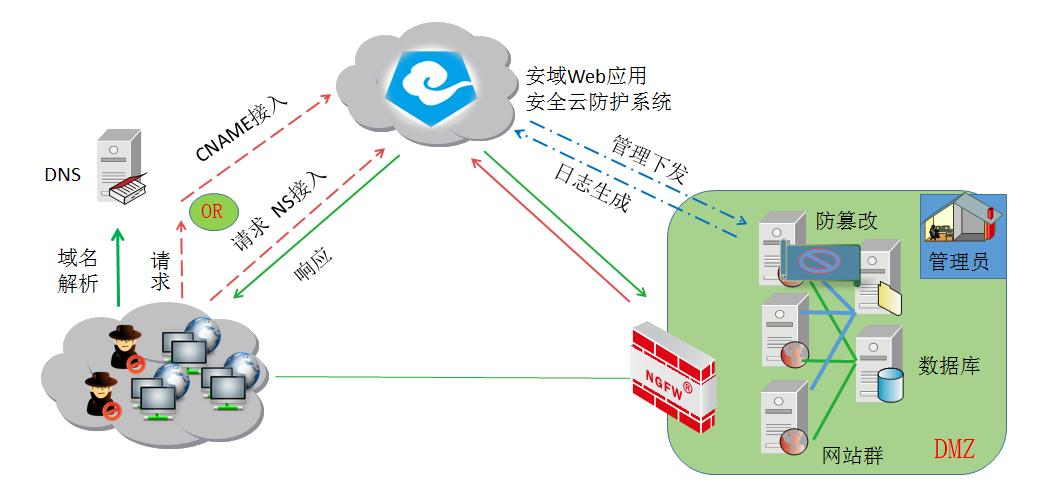 安域Web应用
安全云防护系统
CNAME接入
管理下发
日志生成
DNS
OR
请求 NS接入
响应
域名
解析
请
求
防篡改
管理员
NGFW®
数据库
网站群
DMZ